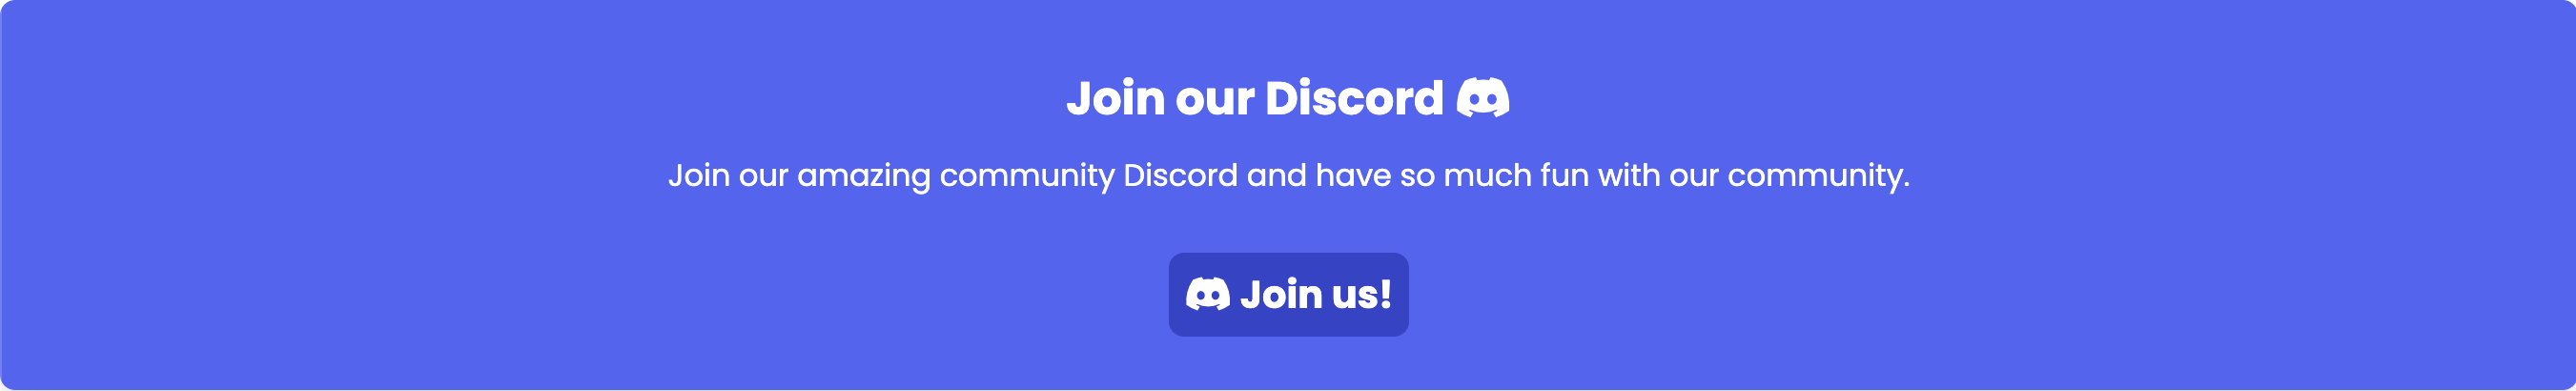 Join our Discord
Join our amazing community Discord and have so much fun with our community.
Join us!